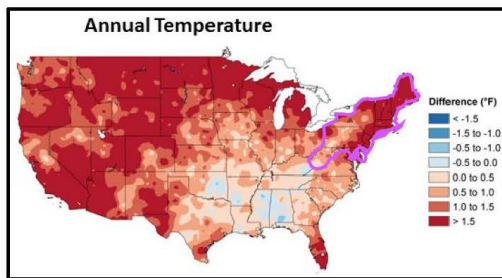 Annual Temperature
Difference (°F)
< -1.5
-1.5 to -1.0
-0.5 to -1.0
-0.5 to 0.0
0.0 to 0.5
0.5 to 1.0
1.0 to 1.5
> 1.5